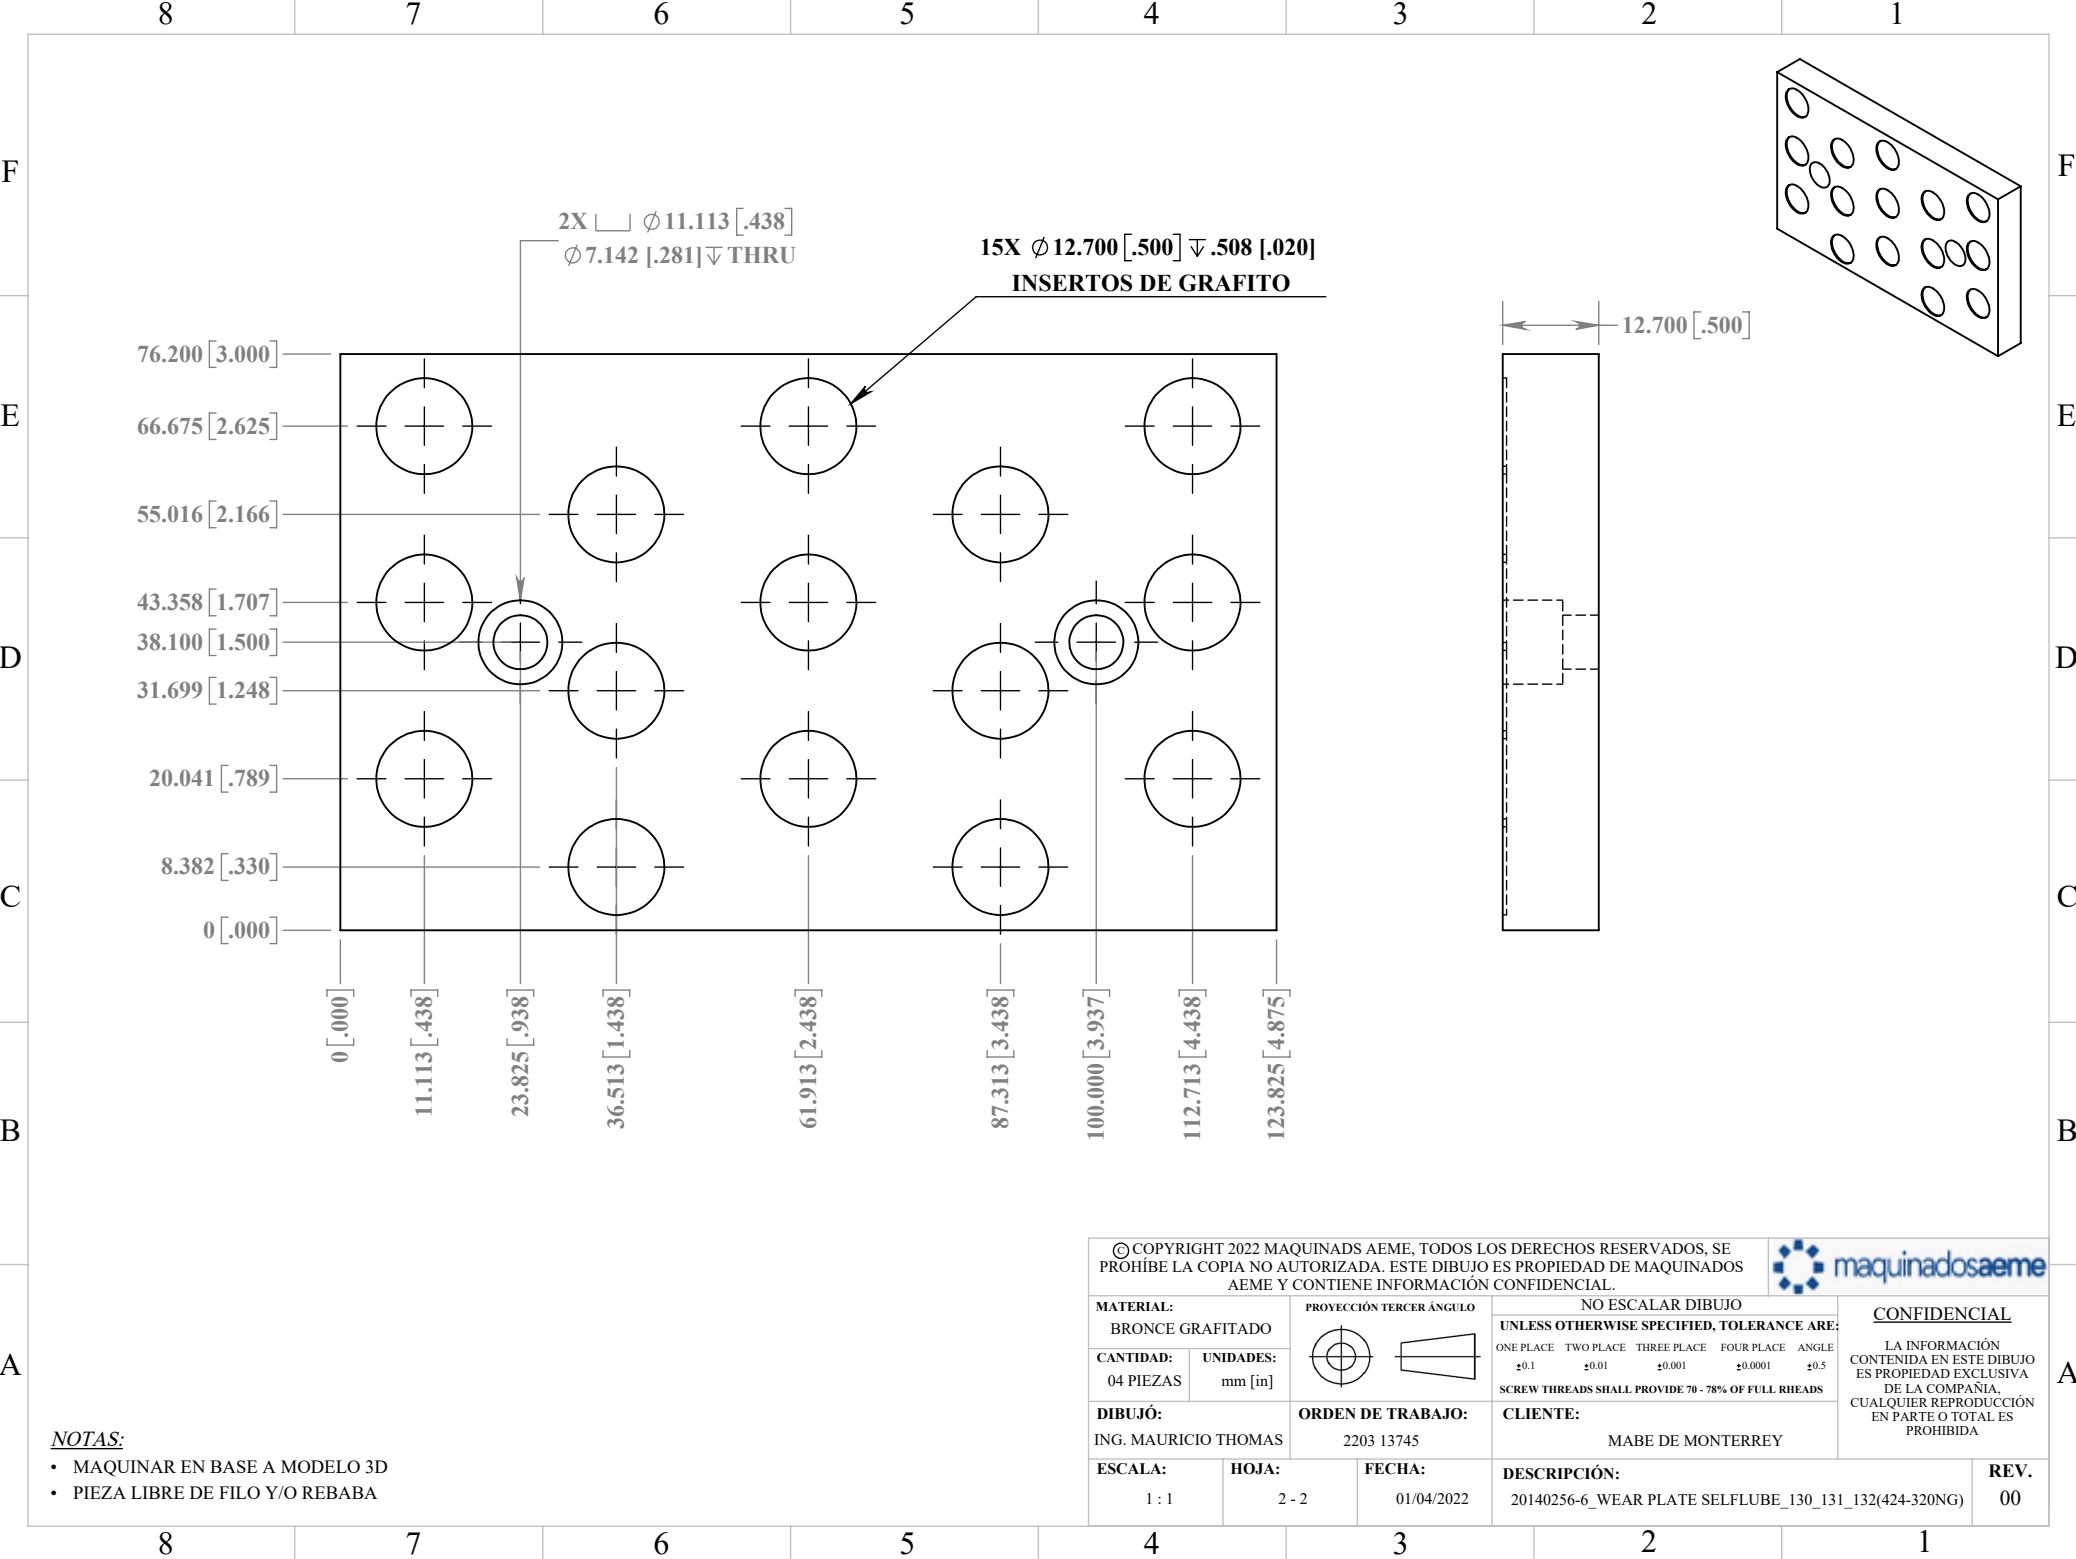 8 7 6 5 4 3 2 1
F F
2X ⌴ ∅11.113 [.438]
∅7.142 [.281] ↧ THRU
15X ∅12.700 [.500] ↧ .508 [.020]
INSERTOS DE GRAFITO
12.700 [.500]
76.200 [3.000]
E E
66.675 [2.625]
55.016 [2.166]
43.358 [1.707]
38.100 [1.500]
D D
31.699 [1.248]
20.041 [.789]
8.382 [.330]
C C
0 [.000]
0 [.000]
11.113 [.438]
23.825 [.938]
36.513 [1.438]
61.913 [2.438]
87.313 [3.438]
100.000 [3.937]
112.713 [4.438]
123.825 [4.875]
B B
A A
© COPYRIGHT 2022 MAQUINADS AEME, TODOS LOS DERECHOS RESERVADOS, SE
PROHÍBE LA COPIA NO AUTORIZADA. ESTE DIBUJO ES PROPIEDAD DE MAQUINADOS
AEME Y CONTIENE INFORMACIÓN CONFIDENCIAL.
maquinadosaeme
MATERIAL:
BRONCE GRAFITADO
CANTIDAD:
04 PIEZAS
UNIDADES:
mm [in]
PROYECCIÓN TERCER ÁNGULO
NO ESCALAR DIBUJO
UNLESS OTHERWISE SPECIFIED, TOLERANCE ARE:
ONE PLACE TWO PLACE THREE PLACE FOUR PLACE ANGLE
±0.1 ±0.01 ±0.001 ±0.0001 ±0.5
SCREW THREADS SHALL PROVIDE 70 - 78% OF FULL RHEADS
CONFIDENCIAL
LA INFORMACIÓN
CONTENIDA EN ESTE DIBUJO
ES PROPIEDAD EXCLUSIVA
DE LA COMPAÑIA,
CUALQUIER REPRODUCCIÓN
EN PARTE O TOTAL ES
PROHIBIDA
DIBUJÓ:
ING. MAURICIO THOMAS
ORDEN DE TRABAJO:
2203 13745
CLIENTE:
MABE DE MONTERREY
ESCALA:
1 : 1
HOJA:
2 - 2
FECHA:
01/04/2022
DESCRIPCIÓN:
20140256-6_WEAR PLATE SELFLUBE_130_131_132(424-320NG)
REV.
00
NOTAS:
• MAQUINAR EN BASE A MODELO 3D
• PIEZA LIBRE DE FILO Y/O REBABA
8 7 6 5 4 3 2 1